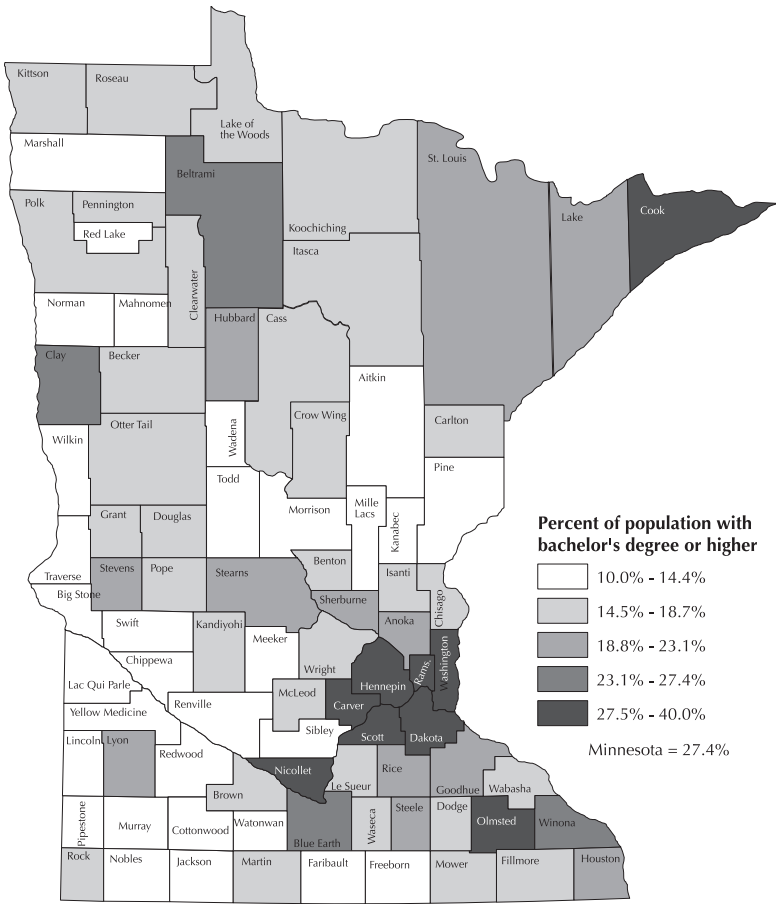 Kittson
Roseau
Lake of
the Woods
Marshall
St. Louis
Beltrami
Polk
Pennington
Cook
Lake
Red Lake
Koochiching
Itasca
Clearwater
Norman
Mahnomen
Hubbard
Cass
Clay
Becker
Aitkin
Crow Wing
Otter Tail
Carlton
Wadena
Wilkin
Pine
Todd
Mille
Lacs
Morrison
Kanabec
Grant
Douglas
Benton
Stevens
Pope
Stearns
Isanti
Traverse
Chisago
Big Stone
Sherburne
Swift
Kandiyohi
Anoka
Meeker
Washington
Chippewa
Wright
Rams.
Hennepin
Lac Qui Parle
McLeod
Carver
Renville
Yellow Medicine
Sibley
Scott
Dakota
Lincoln
Lyon
Redwood
Nicollet
Rice
Le Sueur
Goodhue
Wabasha
Brown
Pipestone
Murray
Cottonwood
Watonwan
Blue Earth
Waseca
Steele
Dodge
Olmsted
Winona
Rock
Nobles
Jackson
Martin
Faribault
Freeborn
Mower
Fillmore
Houston
Percent of population with
bachelor's degree or higher
10.0% - 14.4%
14.5% - 18.7%
18.8% - 23.1%
23.1% - 27.4%
27.5% - 40.0%
Minnesota = 27.4%